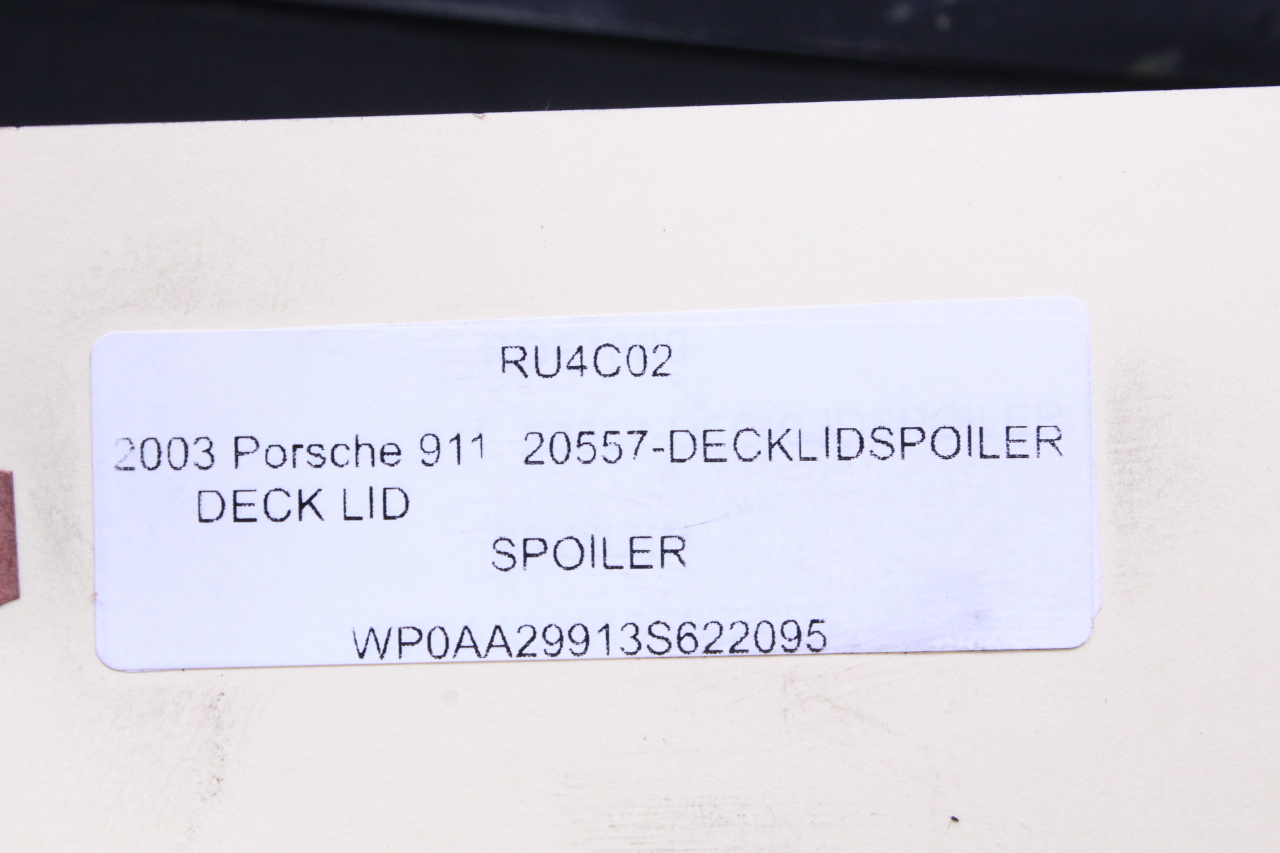 RU4C02
2003 Porsche 911 20557-DECKLIDSPOILER
DECK LID
SPOILER
WP0AA29913S622095